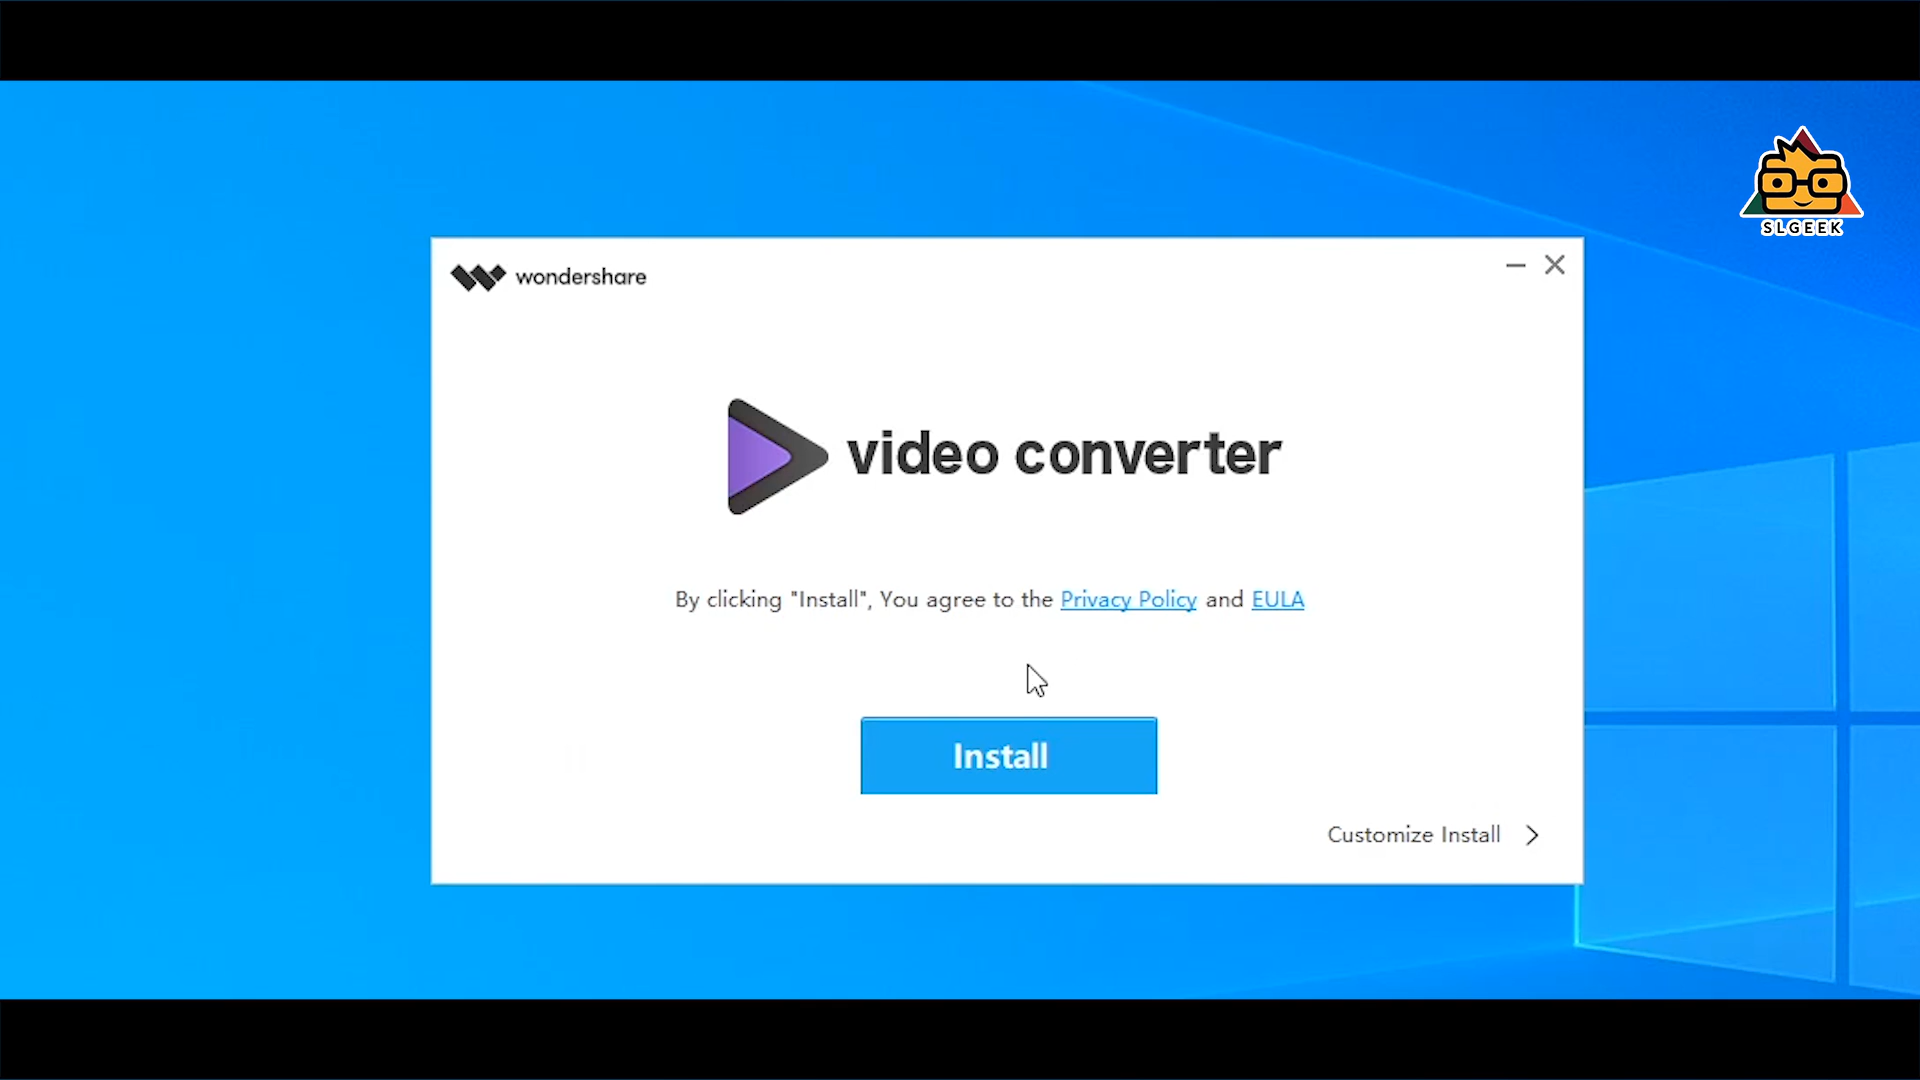 SLGEEK
wondershare
video converter
By clicking "Install", You agree to the Privacy Policy and EULA
Install
Customize Install